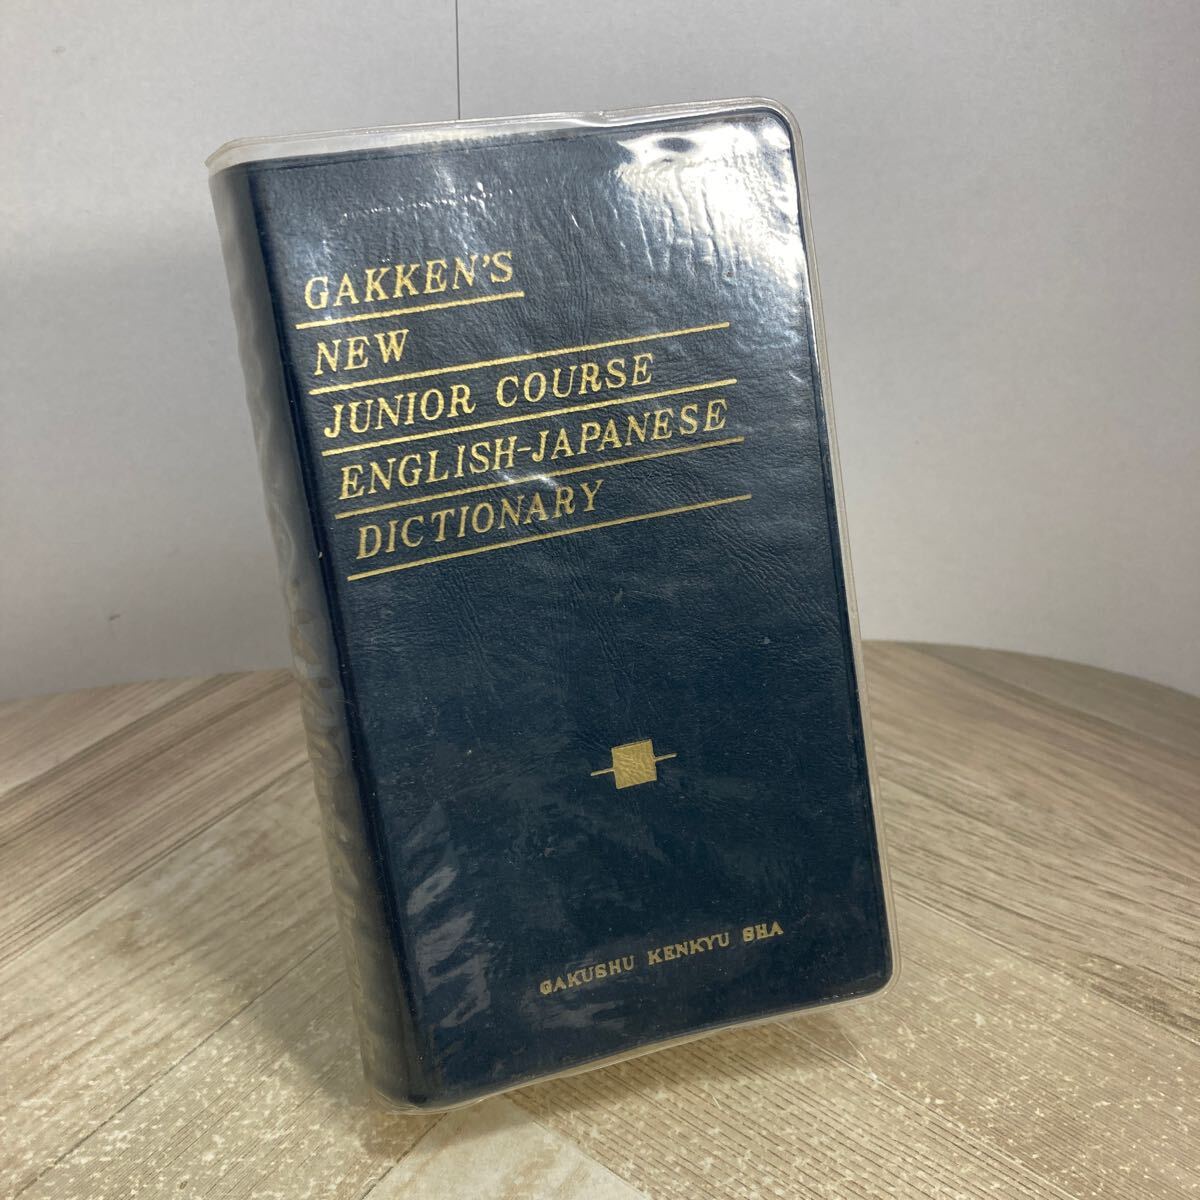 GAKKEN'S
NEW
JUNIOR COURSE
ENGLISH-JAPANESE
DICTIONARY
GAKUSHU KENKYU SHA